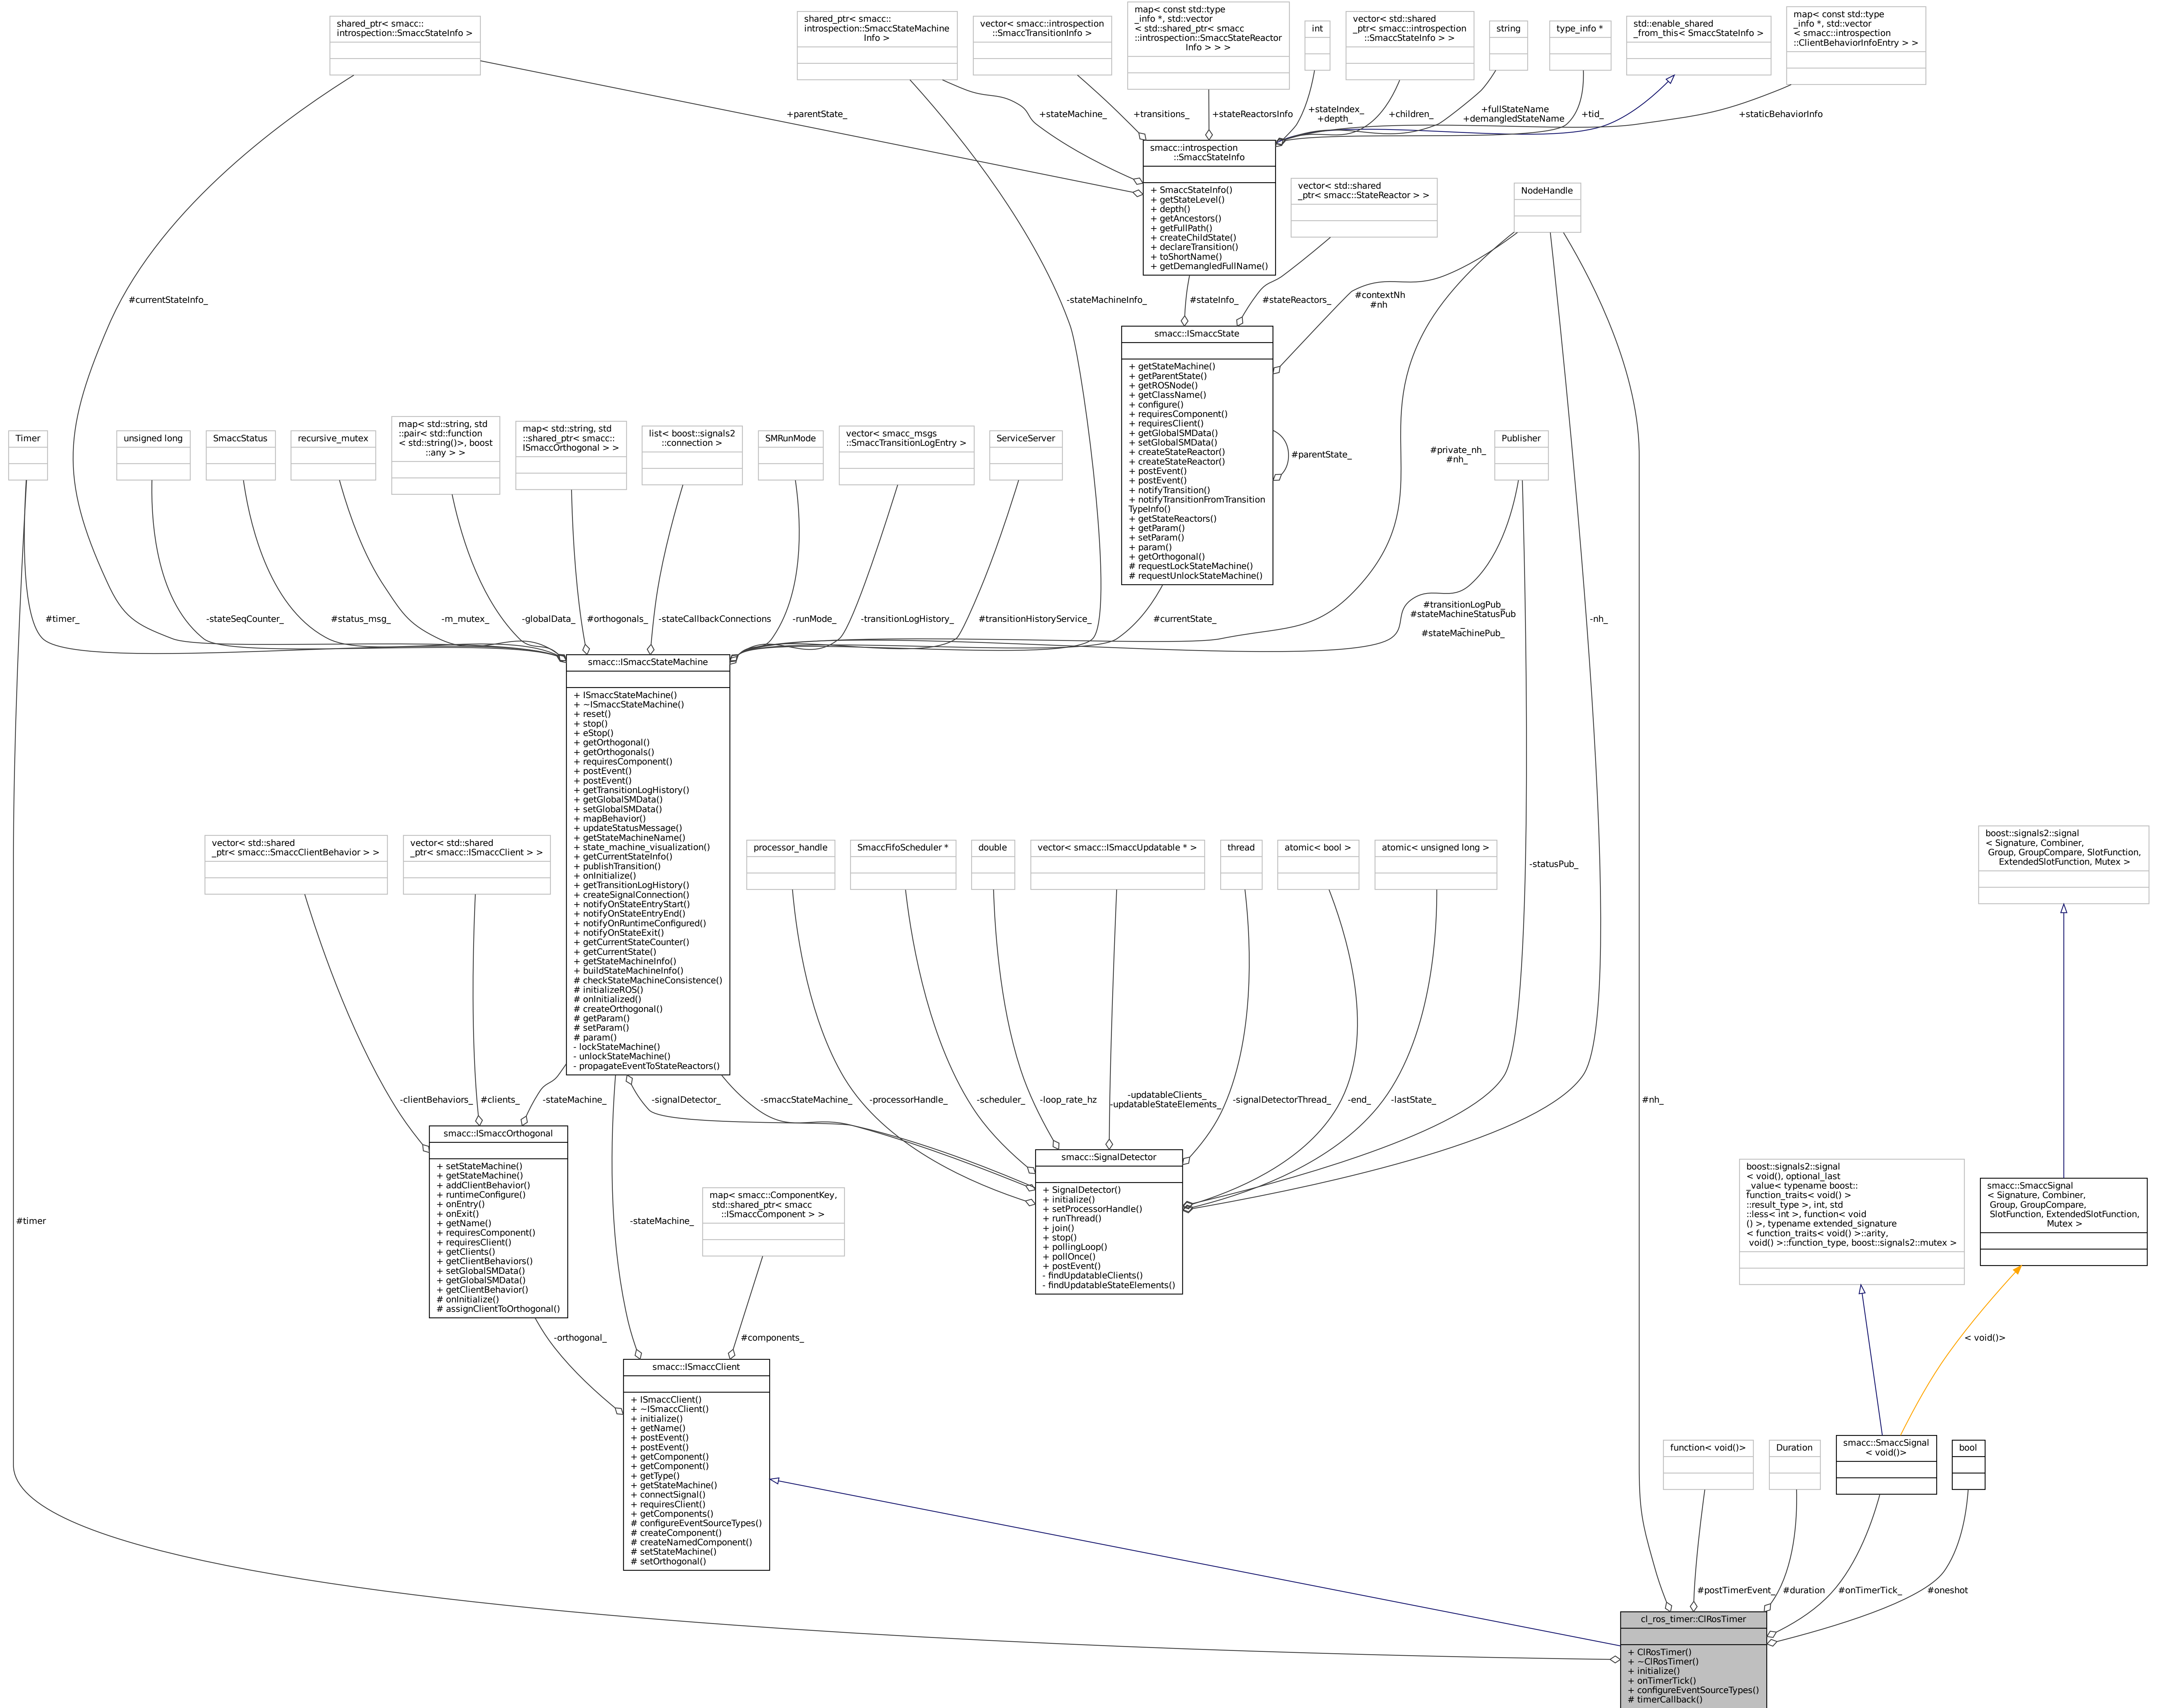 shared_ptr< smacc::
introspection::SmaccStateInfo >
shared_ptr< smacc::
introspection::SmaccStateMachine
Info >
vector< smacc::introspection
::SmaccTransitionInfo >
map< const std::type
_info *, std::vector
< std::shared_ptr< smacc
::introspection::SmaccStateReactor
Info > > >
int
vector< std::shared
_ptr< smacc::introspection
::SmaccStateInfo > >
string
type_info *
std::enable_shared
_from_this< SmaccStateInfo >
map< const std::type
_info *, std::vector
< smacc::introspection
::ClientBehaviorInfoEntry > >
+parentState_
+stateMachine_
+transitions_
+stateReactorsInfo
+stateIndex_
+depth_
+children_
+fullStateName
+demangledStateName
+tid_
+staticBehaviorInfo
smacc::introspection
::SmaccStateInfo
+ SmaccStateInfo()
+ getStateLevel()
+ depth()
+ getAncestors()
+ getFullPath()
+ createChildState()
+ declareTransition()
+ toShortName()
+ getDemangledFullName()
vector< std::shared
_ptr< smacc::StateReactor > >
NodeHandle
#currentStateInfo_
-stateMachineInfo_
#stateInfo_
#stateReactors_
#contextNh
#nh
smacc::ISmaccState
+ getStateMachine()
+ getParentState()
+ getROSNode()
+ getClassName()
+ configure()
+ requiresComponent()
+ requiresClient()
+ getGlobalSMData()
+ setGlobalSMData()
+ createStateReactor()
+ createStateReactor()
+ postEvent()
+ postEvent()
+ notifyTransition()
+ notifyTransitionFromTransition
TypeInfo()
+ getStateReactors()
+ getParam()
+ setParam()
+ param()
+ getOrthogonal()
# requestLockStateMachine()
# requestUnlockStateMachine()
#parentState_
#private_nh_
#nh_
Timer
unsigned long
SmaccStatus
recursive_mutex
map< std::string, std
::pair< std::function
< std::string()>, boost
::any > >
map< std::string, std
::shared_ptr< smacc::
ISmaccOrthogonal > >
list< boost::signals2
::connection >
SMRunMode
vector< smacc_msgs
::SmaccTransitionLogEntry >
ServiceServer
Publisher
#timer_
-stateSeqCounter_
#status_msg_
-m_mutex_
-globalData_
#orthogonals_
-stateCallbackConnections
-runMode_
-transitionLogHistory_
#transitionHistoryService_
#currentState_
#transitionLogPub_
#stateMachineStatusPub
_
#stateMachinePub_
-nh_
smacc::ISmaccStateMachine
+ ISmaccStateMachine()
+ ~ISmaccStateMachine()
+ reset()
+ stop()
+ eStop()
+ getOrthogonal()
+ getOrthogonals()
+ requiresComponent()
+ postEvent()
+ postEvent()
+ getTransitionLogHistory()
+ getGlobalSMData()
+ setGlobalSMData()
+ mapBehavior()
+ updateStatusMessage()
+ getStateMachineName()
+ state_machine_visualization()
+ getCurrentStateInfo()
+ publishTransition()
+ onInitialize()
+ getTransitionLogHistory()
+ createSignalConnection()
+ notifyOnStateEntryStart()
+ notifyOnStateEntryEnd()
+ notifyOnRuntimeConfigured()
+ notifyOnStateExit()
+ getCurrentStateCounter()
+ getCurrentState()
+ getStateMachineInfo()
+ buildStateMachineInfo()
# checkStateMachineConsistence()
# initializeROS()
# onInitialized()
# createOrthogonal()
# getParam()
# setParam()
# param()
- lockStateMachine()
- unlockStateMachine()
- propagateEventToStateReactors()
vector< std::shared
_ptr< smacc::SmaccClientBehavior > >
vector< std::shared
_ptr< smacc::ISmaccClient > >
processor_handle
SmaccFifoScheduler *
double
vector< smacc::ISmaccUpdatable * >
thread
atomic< bool >
atomic< unsigned long >
-statusPub_
boost::signals2::signal
< Signature, Combiner,
Group, GroupCompare, SlotFunction,
ExtendedSlotFunction, Mutex >
-clientBehaviors_
#clients_
-stateMachine_
-signalDetector_
-smaccStateMachine_
-processorHandle_
-scheduler_
-loop_rate_hz
-updatableClients_
-updatableStateElements_
-signalDetectorThread_
-end_
-lastState_
#nh_
smacc::ISmaccOrthogonal
+ setStateMachine()
+ getStateMachine()
+ addClientBehavior()
+ runtimeConfigure()
+ onEntry()
+ onExit()
+ getName()
+ requiresComponent()
+ requiresClient()
+ getClients()
+ getClientBehaviors()
+ setGlobalSMData()
+ getGlobalSMData()
+ getClientBehavior()
# onInitialize()
# assignClientToOrthogonal()
smacc::SignalDetector
+ SignalDetector()
+ initialize()
+ setProcessorHandle()
+ runThread()
+ join()
+ stop()
+ pollingLoop()
+ pollOnce()
+ postEvent()
- findUpdatableClients()
- findUpdatableStateElements()
boost::signals2::signal
< void(), optional_last
_value< typename boost::
function_traits< void() >
::result_type >, int, std
::less< int >, function< void
() >, typename extended_signature
< function_traits< void() >::arity,
void() >::function_type, boost::signals2::mutex >
smacc::SmaccSignal
< Signature, Combiner,
Group, GroupCompare,
SlotFunction, ExtendedSlotFunction,
Mutex >
#timer
-stateMachine_
map< smacc::ComponentKey,
std::shared_ptr< smacc
::ISmaccComponent > >
-orthogonal_
#components_
< void()>
smacc::ISmaccClient
+ ISmaccClient()
+ ~ISmaccClient()
+ initialize()
+ getName()
+ postEvent()
+ postEvent()
+ getComponent()
+ getComponent()
+ getType()
+ getStateMachine()
+ connectSignal()
+ requiresClient()
+ getComponents()
# configureEventSourceTypes()
# createComponent()
# createNamedComponent()
# setStateMachine()
# setOrthogonal()
function< void()>
Duration
smacc::SmaccSignal
< void()>
bool
#postTimerEvent_
#duration
#onTimerTick_
#oneshot
cl_ros_timer::ClRosTimer
+ ClRosTimer()
+ ~ClRosTimer()
+ initialize()
+ onTimerTick()
+ configureEventSourceTypes()
# timerCallback()